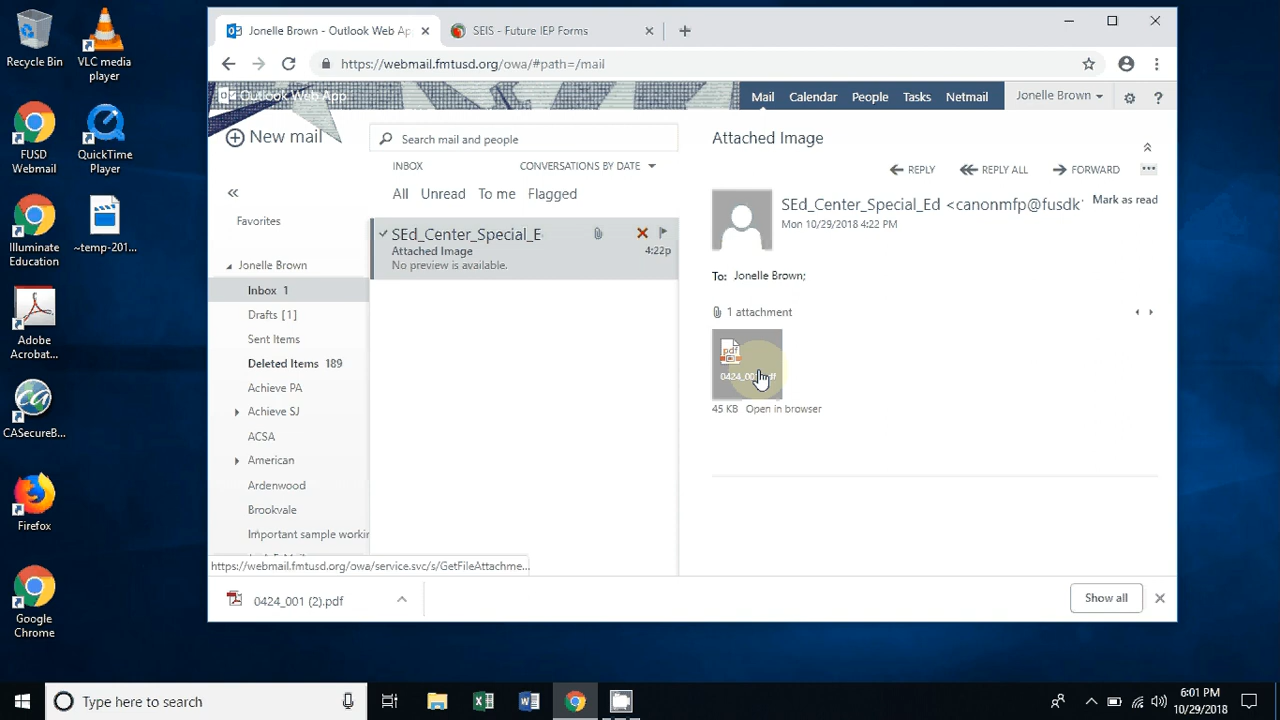 Recycle Bin
VLC media
player
FUSD
Webmail
QuickTime
Player
Illuminate
Education
~temp-201...
Adobe
Acrobat...
CASecureB...
Firefox
Google
Chrome
Jonelle Brown - Outlook Web Ap
SEIS - Future IEP Forms
https://webmail.fmtusd.org/owa/#path=/mail
Outlook Web App
Mail
Calendar
People
Tasks
Netmail
Jonelle Brown
?
New mail
Search mail and people
INBOX
CONVERSATIONS BY DATE
All
Unread
To me
Flagged
Favorites
Jonelle Brown
Inbox 1
Drafts [1]
Sent Items
Deleted Items 189
Achieve PA
Achieve SJ
ACSA
American
Ardenwood
Brookvale
Important sample workin
SEd_Center_Special_E
Attached Image
4:22p
No preview is available.
Attached Image
REPLY
REPLY ALL
FORWARD
SEd_Center_Special_Ed <canonmfp@fusdk
Mark as read
Mon 10/29/2018 4:22 PM
To: Jonelle Brown;
1 attachment
pdf
45 KB Open in browser
https://webmail.fmtusd.org/owa/service.svc/s/GetFileAttachme...
0424_001 (2).pdf
Show all
Type here to search
6:01 PM
10/29/2018